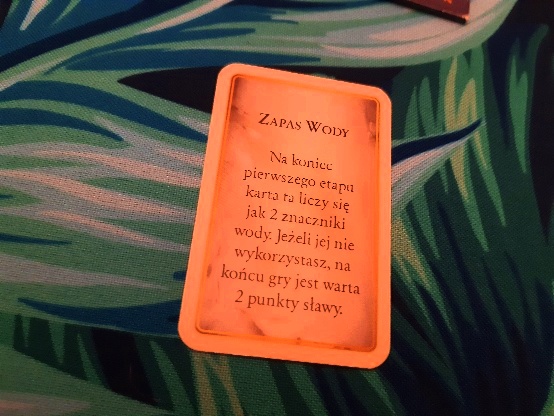 Zapas Wody
Na koniec
pierwszego etapu
karta ta liczy się
jak 2 znaczniki
wody. Jeżeli jej nie
wykorzystasz, na
końcu gry jest warta
2 punkty sławy.